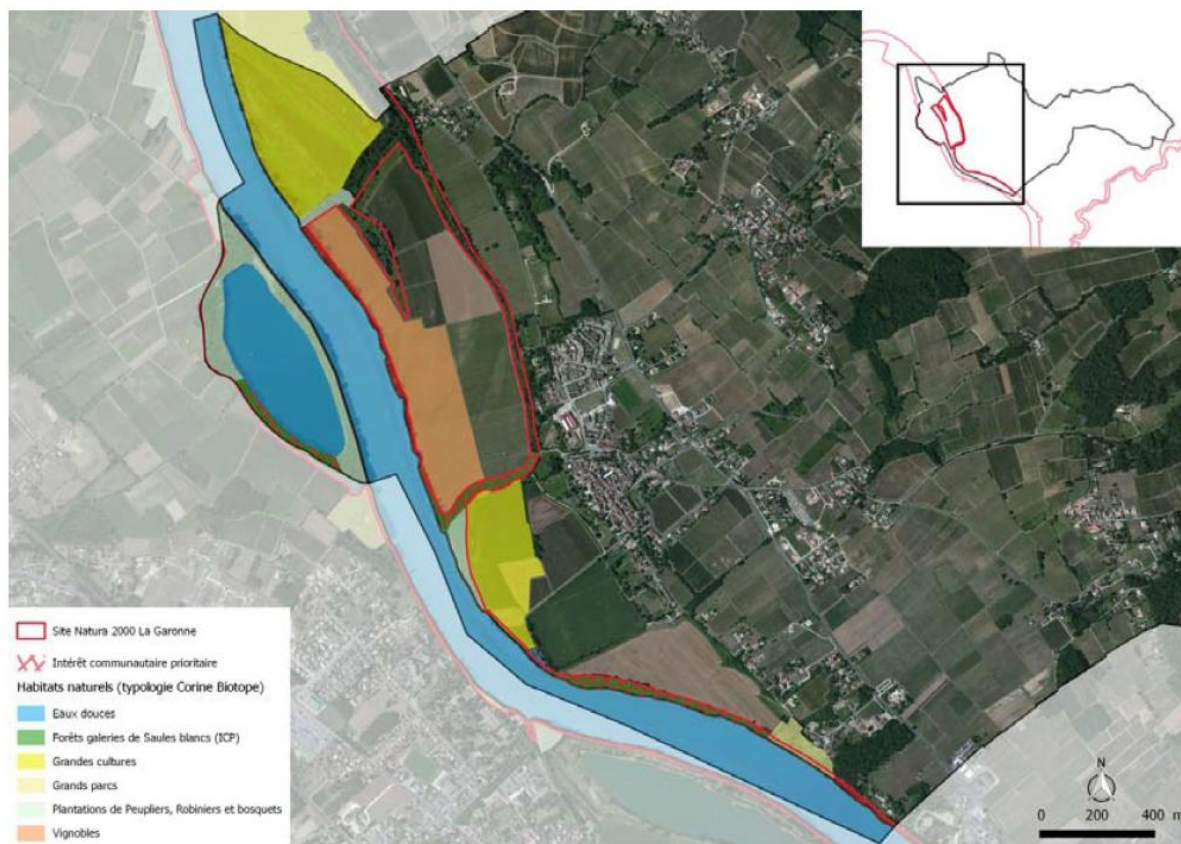 Site Natura 2000 La Garonne
Intérêt communautaire prioritaire
Habitats naturels (typologie Corine Biotope)
Eaux douces
Forêts galeries de Saules blancs (ICP)
Grandes cultures
Grands parcs
Plantations de Peupliers, Robiniers et bosquets
Vignobles
N
0 200 400 m